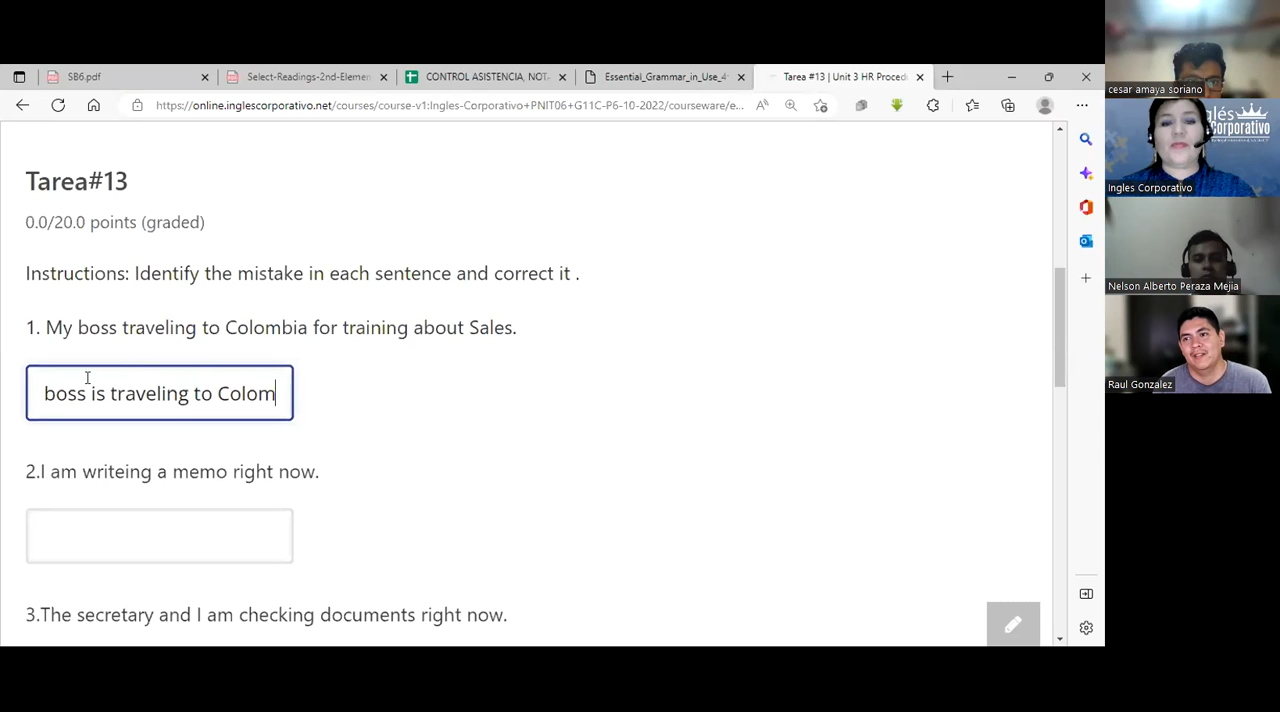 SB6.pdf
Select-Readings-2nd-Elemen
CONTROL ASISTENCIA, NOT
Essential_Grammar_in_Use_4
Tarea #13 | Unit 3 HR Proced
https://online.inglescorporativo.net/courses/course-v1:Ingles-Corporativo+PNIT06+G11C-P6-10-2022/courseware/e...
Tarea#13
0.0/20.0 points (graded)
Instructions: Identify the mistake in each sentence and correct it .
1. My boss traveling to Colombia for training about Sales.
boss is traveling to Colom
2.I am writeing a memo right now.
3.The secretary and I am checking documents right now.
cesar amaya soriano
glés
Corporativo
Ingles Corporativo
Nelson Alberto Peraza Mejia
Raul Gonzalez